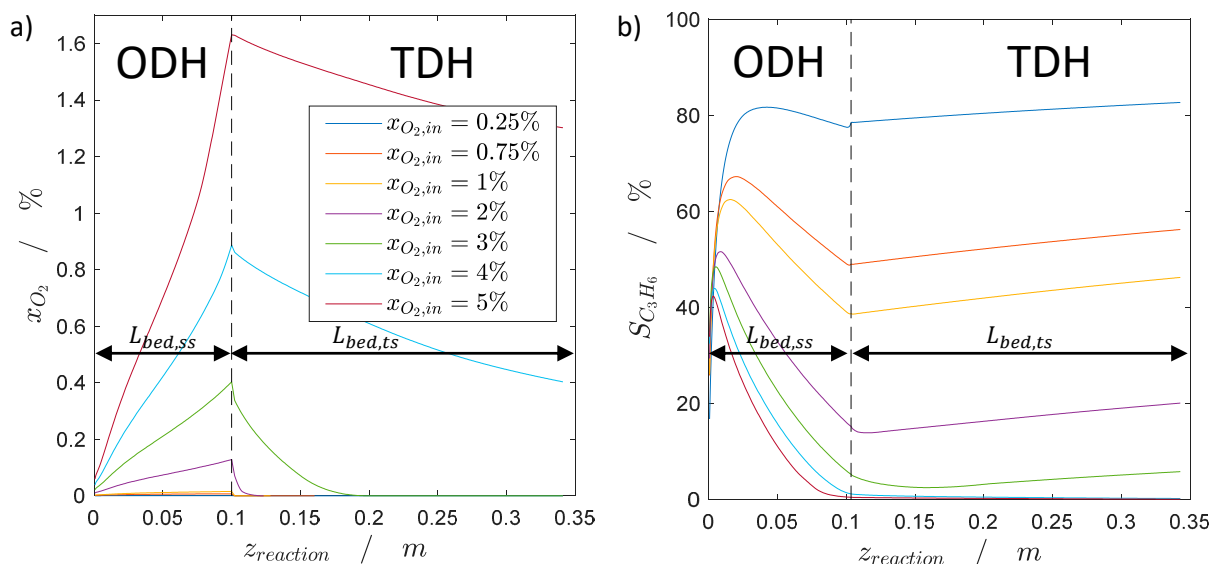 a)
ODH
TDH
x_{O_2} / %
1.6
1.4
1.2
1
0.8
0.6
0.4
0.2
0
x_{O_2,in} = 0.25%
x_{O_2,in} = 0.75%
x_{O_2,in} = 1%
x_{O_2,in} = 2%
x_{O_2,in} = 3%
x_{O_2,in} = 4%
x_{O_2,in} = 5%
L_{bed,ss}
L_{bed,ts}
0 0.05 0.1 0.15 0.2 0.25 0.3 0.35
z_{reaction} / m
b)
ODH
TDH
S_{C_3H_6} / %
100
80
60
40
20
0
L_{bed,ss}
L_{bed,ts}
0 0.05 0.1 0.15 0.2 0.25 0.3 0.35
z_{reaction} / m